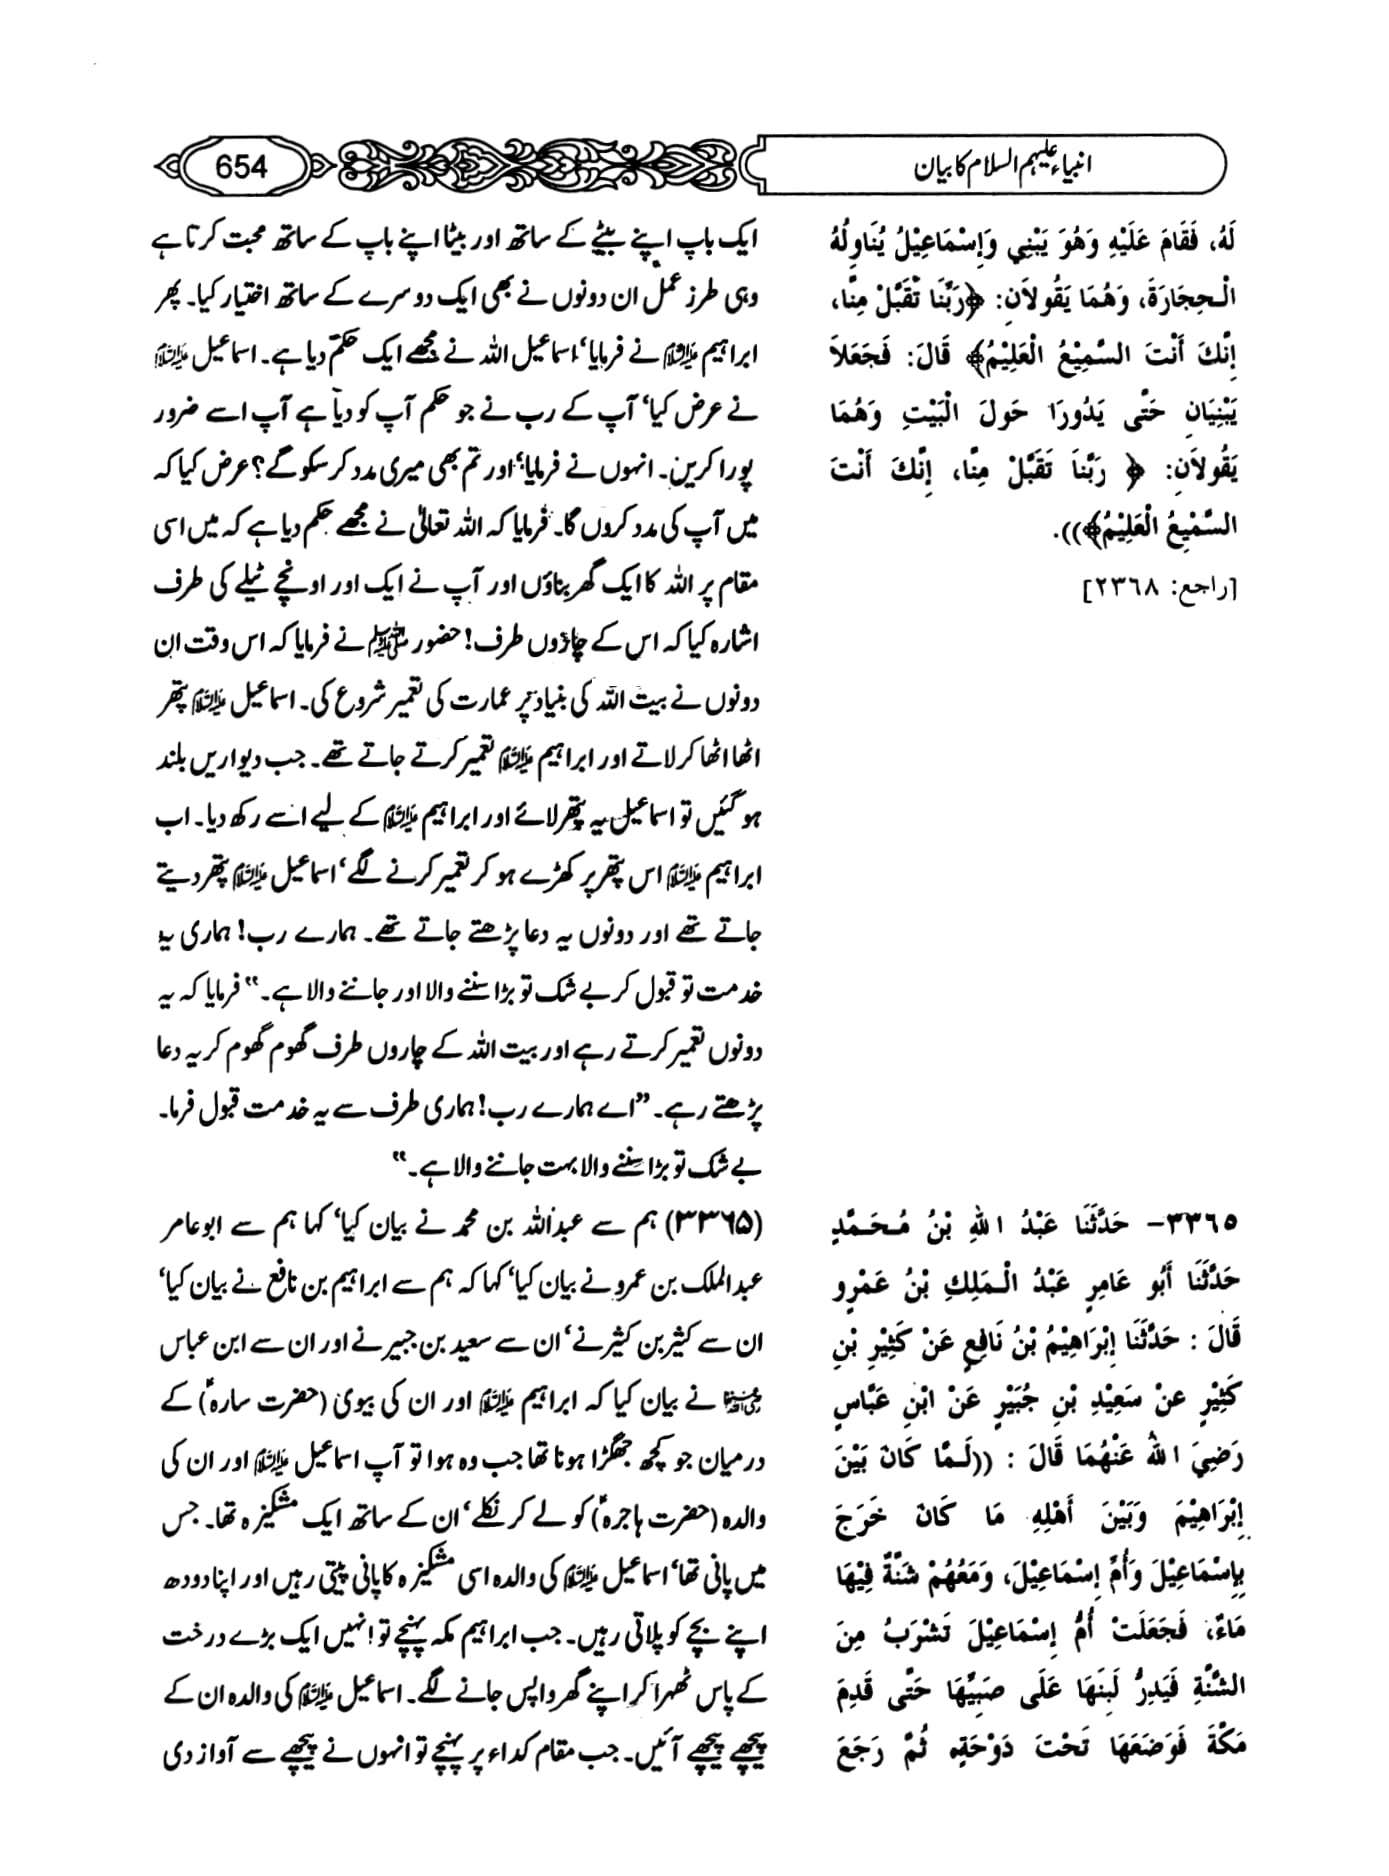 انبیاء علیہم السلام کا بیان
654
لَهُ، فَقَامَ عَلَيْهِ وَهُوَ يَبْنِي وَإِسْمَاعِيْلُ يُنَاوِلُهُ
الْـحِجَارَةَ، وَهُمَا يَقُولاَنِ: ﴿رَبَّنَا تَقَبَّلْ مِنَّا،
إِنَّكَ أَنْتَ السَّمِيْعُ الْعَلِيْمُ﴾ قَالَ: فَجَعَلاَ
يَبْنِيَانِ حَتَّى يَدُورَا حَولَ الْبَيْتِ وَهُمَا
يَقُولاَنِ: ﴿ رَبَّنَا تَقَبَّلْ مِنَّا، إِنَّكَ أَنْتَ
السَّمِيْعُ الْعَلِيْمُ﴾)).
[راجع: ٢٣٦٨]
ایک باپ اپنے بیٹے کے ساتھ اور بیٹا اپنے باپ کے ساتھ محبت کرتا ہے
وہی طرز عمل ان دونوں نے بھی ایک دوسرے کے ساتھ اختیار کیا۔ پھر
ابراہیم علیہ السلام نے فرمایا‘ اسماعیل اللہ نے مجھے ایک حکم دیا ہے۔ اسماعیل علیہ السلام
نے عرض کیا‘ آپ کے رب نے جو حکم آپ کو دیا ہے آپ اسے ضرور
پورا کریں۔ انہوں نے فرمایا‘ اور تم بھی میری مدد کر سکو گے؟ عرض کیا کہ
میں آپ کی مدد کروں گا۔ فرمایا کہ اللہ تعالیٰ نے مجھے حکم دیا ہے کہ میں اسی
مقام پر اللہ کا ایک گھر بناؤں اور آپ نے ایک اور اونچے ٹیلے کی طرف
اشارہ کیا کہ اس کے چاروں طرف! حضور ﷺ نے فرمایا کہ اس وقت ان
دونوں نے بیت اللہ کی بنیاد پر عمارت کی تعمیر شروع کی۔ اسماعیل علیہ السلام پتھر
اٹھا اٹھا کر لاتے اور ابراہیم علیہ السلام تعمیر کرتے جاتے تھے۔ جب دیواریں بلند
ہو گئیں تو اسماعیل یہ پتھر لائے اور ابراہیم علیہ السلام کے لیے اسے رکھ دیا۔ اب
ابراہیم علیہ السلام اس پتھر پر کھڑے ہو کر تعمیر کرنے لگے‘ اسماعیل علیہ السلام پتھر دیتے
جاتے تھے اور دونوں یہ دعا پڑھتے جاتے تھے۔ ہمارے رب! ہماری یہ
خدمت تو قبول کر بے شک تو بڑا سننے والا اور جاننے والا ہے۔“ فرمایا کہ یہ
دونوں تعمیر کرتے رہے اور بیت اللہ کے چاروں طرف گھوم گھوم کر یہ دعا
پڑھتے رہے۔ ”اے ہمارے رب! ہماری طرف سے یہ خدمت قبول فرما۔
بے شک تو بڑا سننے والا بہت جاننے والا ہے۔“
٣٣٦٥- حَدَّثَنَا عَبْدُ اللهِ بْنُ مُـحَمَّدٍ
حَدَّثَنَا أَبُو عَامِرٍ عَبْدُ الْـمَلِكِ بْنُ عَمْرٍو
قَالَ : حَدَّثَنَا إِبْرَاهِيْمُ بْنُ نَافِعٍ عَنْ كَثِيْرِ بْنِ
كَثِيْرٍ عَنْ سَعِيْدِ بْنِ جُبَيْرٍ عَنْ ابْنِ عَبَّاسٍ
رَضِيَ اللهُ عَنْهُمَا قَالَ : ((لَـمَّا كَانَ بَيْنَ
إِبْرَاهِيْمَ وَبَيْنَ أَهْلِهِ مَا كَانَ خَرَجَ
بِإِسْمَاعِيْلَ وَأُمِّ إِسْمَاعِيْلَ، وَمَعَهُمْ شَنَّةٌ فِيْهَا
مَاءٌ، فَجَعَلَتْ أُمُّ إِسْمَاعِيْلَ تَشْرَبُ مِنَ
الشَّنَّةِ فَيَدِرُّ لَبَنُهَا عَلَى صَبِيِّهَا حَتَّى قَدِمَ
مَكَّةَ فَوَضَعَهَا تَحْتَ دَوْحَةٍ، ثُمَّ رَجَعَ
(۳۳۶۵) ہم سے عبداللہ بن محمد نے بیان کیا‘ کہا ہم سے ابو عامر
عبدالملک بن عمرو نے بیان کیا‘ کہا کہ ہم سے ابراہیم بن نافع نے بیان کیا‘
ان سے کثیر بن کثیر نے‘ ان سے سعید بن جبیر نے اور ان سے ابن عباس
رضی اللہ عنہما نے بیان کیا کہ ابراہیم علیہ السلام اور ان کی بیوی (حضرت سارہؑ) کے
درمیان جو کچھ جھگڑا ہونا تھا جب وہ ہوا تو آپ اسماعیل علیہ السلام اور ان کی
والدہ (حضرت ہاجرہؑ) کو لے کر نکلے‘ ان کے ساتھ ایک مشکیزہ تھا۔ جس
میں پانی تھا‘ اسماعیل علیہ السلام کی والدہ اسی مشکیزہ کا پانی پیتی رہیں اور اپنا دودھ
اپنے بچے کو پلاتی رہیں۔ جب ابراہیم مکہ پہنچے تو انہیں ایک بڑے درخت
کے پاس ٹھہرا کر اپنے گھر واپس جانے لگے۔ اسماعیل علیہ السلام کی والدہ ان کے
پیچھے پیچھے آئیں۔ جب مقام کداء پر پہنچے تو انہوں نے پیچھے سے آواز دی